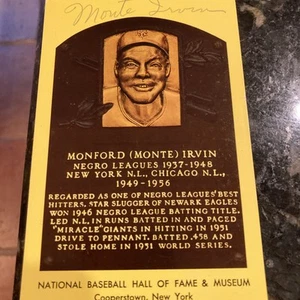 Monte Irvin
MONFORD (MONTE) IRVIN
NEGRO LEAGUES 1937-1948
NEW YORK N.L., CHICAGO N.L.,
1949-1956
REGARDED AS ONE OF NEGRO LEAGUES' BEST
HITTERS. STAR SLUGGER OF NEWARK EAGLES
WON 1946 NEGRO LEAGUE BATTING TITLE.
LED N.L. IN RUNS BATTED IN AND PACED
"MIRACLE" GIANTS IN HITTING IN 1951
DRIVE TO PENNANT. BATTED .458 AND
STOLE HOME IN 1951 WORLD SERIES.
NATIONAL BASEBALL HALL OF FAME & MUSEUM
Cooperstown, New York